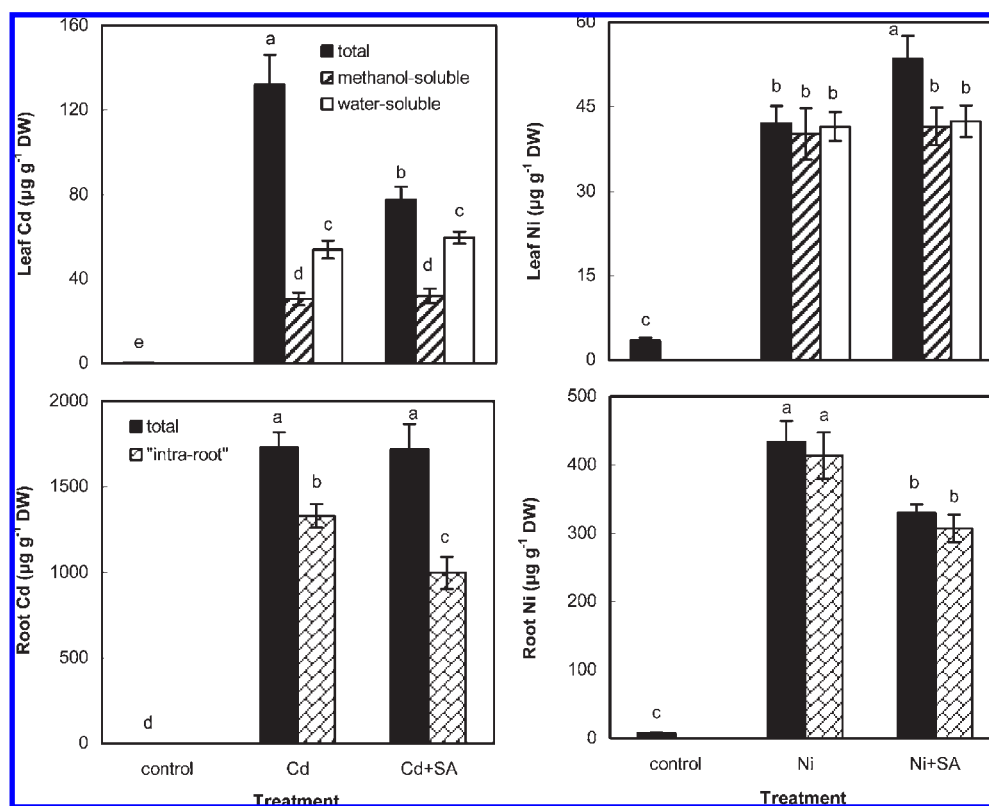 160
120
80
40
0
Leaf Cd (µg g-1 DW)
total
methanol-soluble
water-soluble
e
a
d
c
b
d
c
60
45
30
15
0
Leaf Ni (µg g-1 DW)
c
b
b
b
a
b
b
2000
1500
1000
500
0
Root Cd (µg g-1 DW)
total
"intra-root"
d
a
b
a
c
control
Cd
Cd+SA
Treatment
500
400
300
200
100
0
Root Ni (µg g-1 DW)
c
a
a
b
b
control
Ni
Ni+SA
Treatment